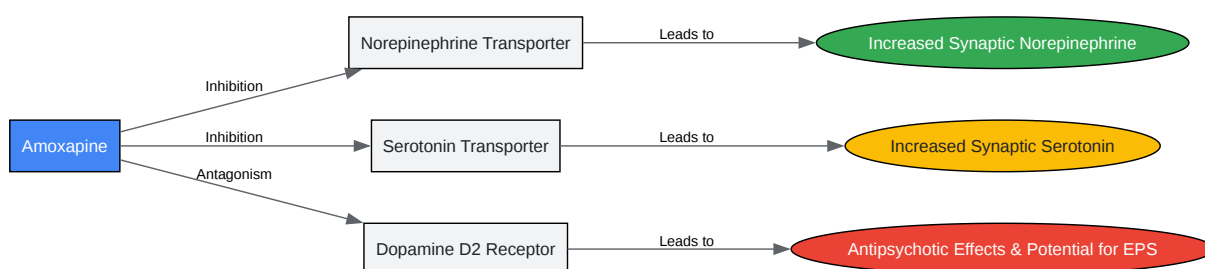 Norepinephrine Transporter
Leads to
Increased Synaptic Norepinephrine
Inhibition
Amoxapine
Inhibition
Serotonin Transporter
Leads to
Increased Synaptic Serotonin
Antagonism
Dopamine D2 Receptor
Leads to
Antipsychotic Effects & Potential for EPS